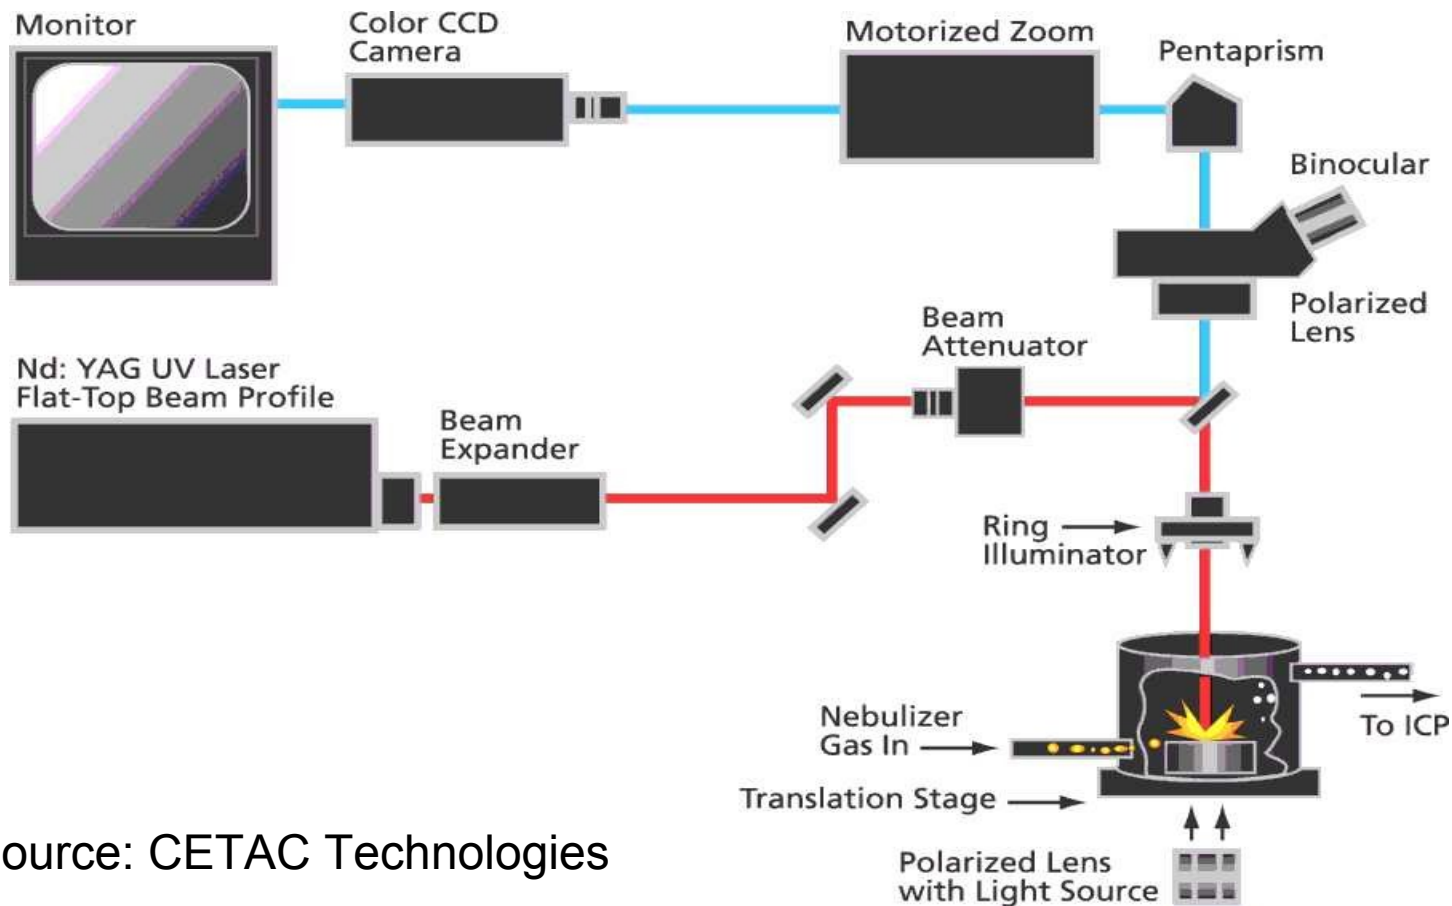 Monitor
Color CCD
Camera
Motorized Zoom
Pentaprism
Binocular
Polarized
Lens
Beam
Attenuator
Nd: YAG UV Laser
Flat-Top Beam Profile
Beam
Expander
Ring
Illuminator
Nebulizer
Gas In
To ICP
Translation Stage
ource: CETAC Technologies
Polarized Lens
with Light Source